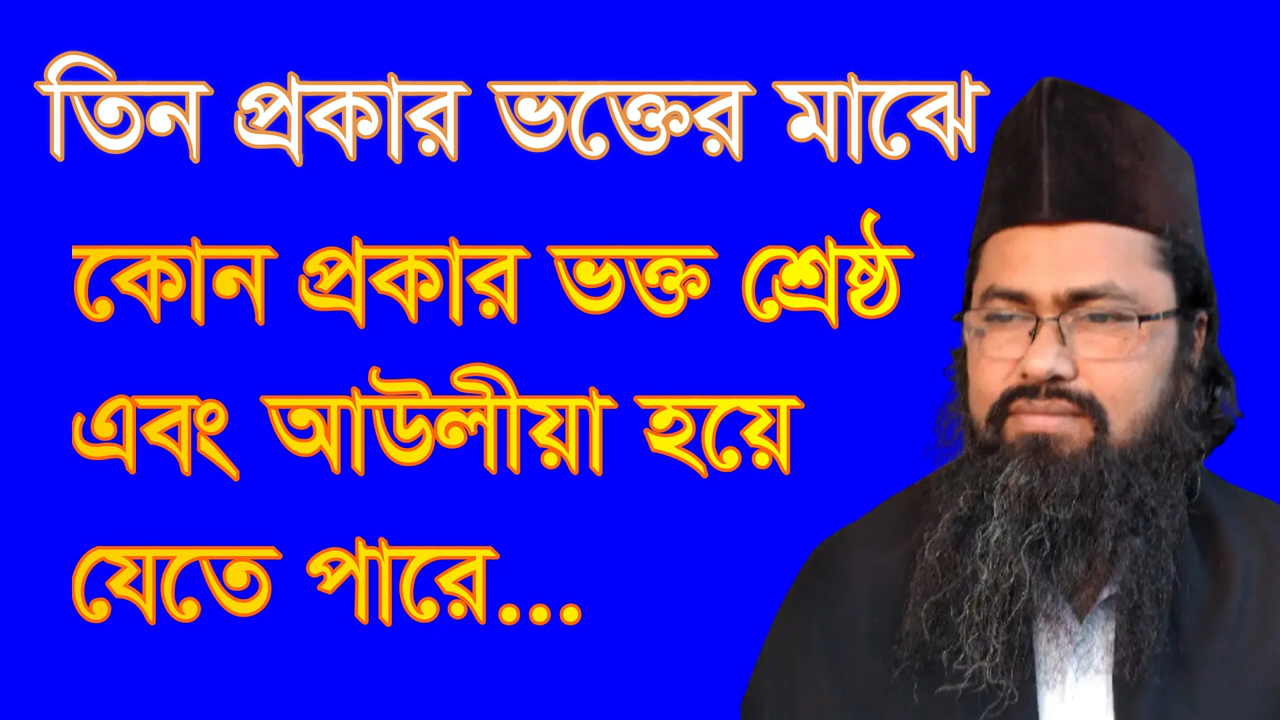 তিন প্রকার ভক্তের মাঝে
কোন প্রকার ভক্ত শ্রেষ্ঠ
এবং আউলীয়া হয়ে
যেতে পারে...